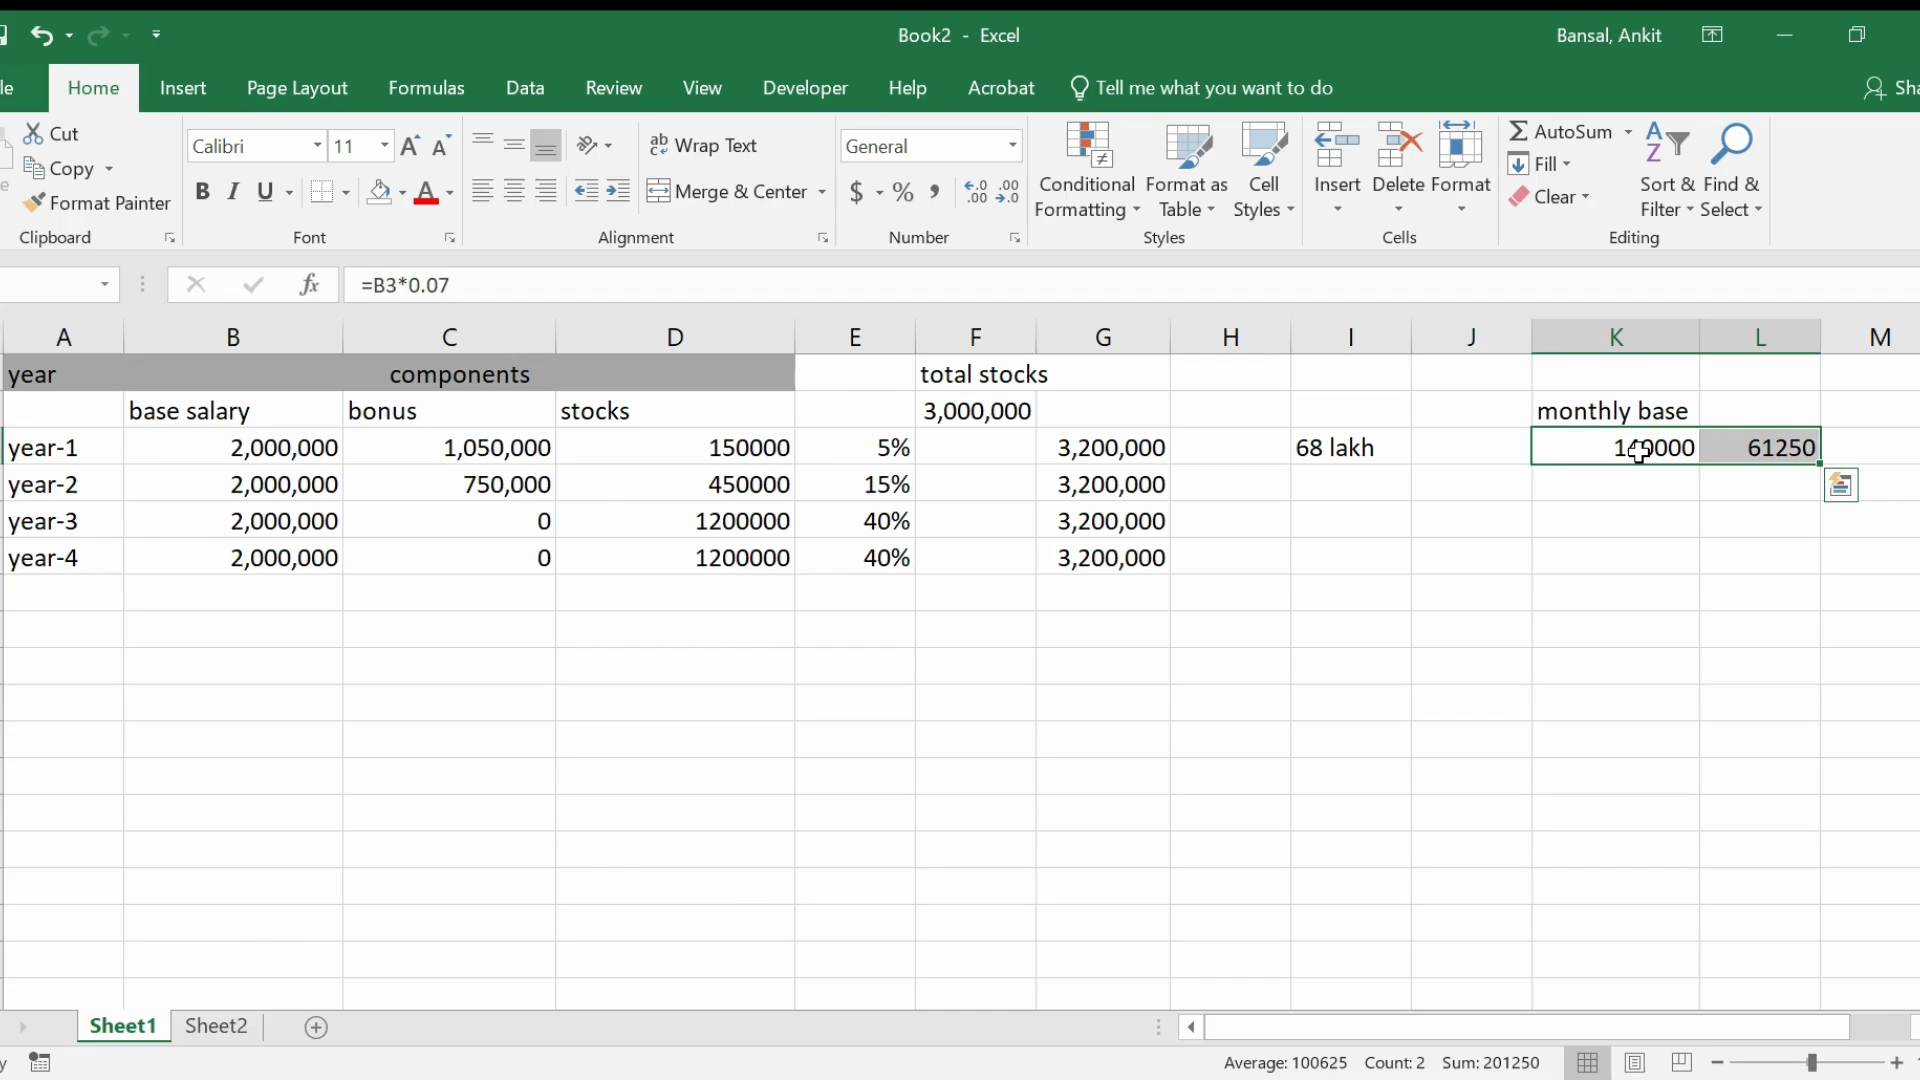 Book2 - Excel
Bansal, Ankit
le Home Insert Page Layout Formulas Data Review View Developer Help Acrobat Tell me what you want to do Sha
Cut
Copy
Format Painter
Clipboard
Calibri 11
B I U
Font
Wrap Text
Merge & Center
Alignment
General
$ % ,
Number
Conditional Formatting
Format as Table
Cell Styles
Styles
Insert Delete Format
Cells
AutoSum
Fill
Clear
Sort & Filter
Find & Select
Editing
fx =B3*0.07
A B C D E F G H I J K L M
year components total stocks
base salary bonus stocks 3,000,000 monthly base
year-1 2,000,000 1,050,000 150000 5% 3,200,000 68 lakh 140000 61250
year-2 2,000,000 750,000 450000 15% 3,200,000
year-3 2,000,000 0 1200000 40% 3,200,000
year-4 2,000,000 0 1200000 40% 3,200,000
Sheet1 Sheet2
Average: 100625 Count: 2 Sum: 201250